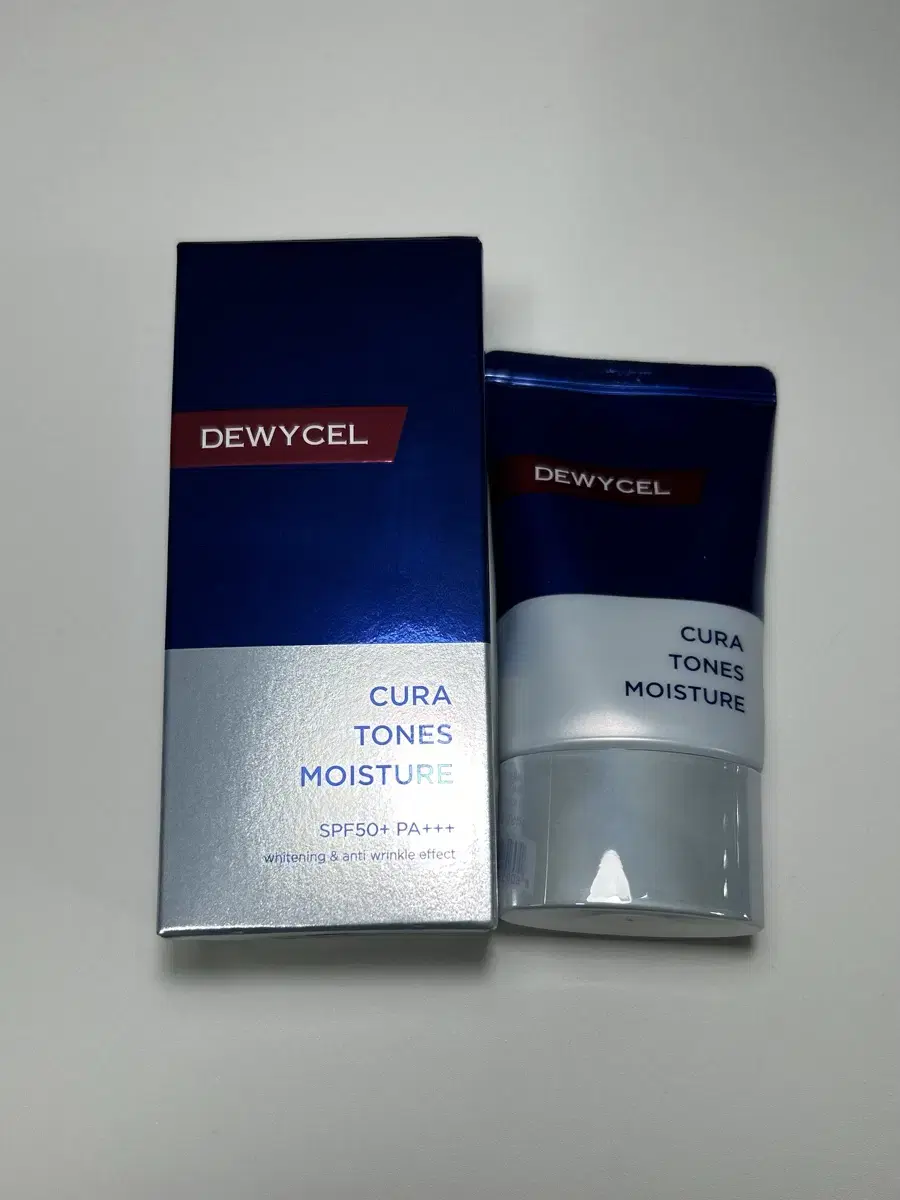 DEWYCEL
CURA
TONES
MOISTURE
SPF50+ PA+++
whitening & anti wrinkle effect
DEWYCEL
CURA
TONES
MOISTURE